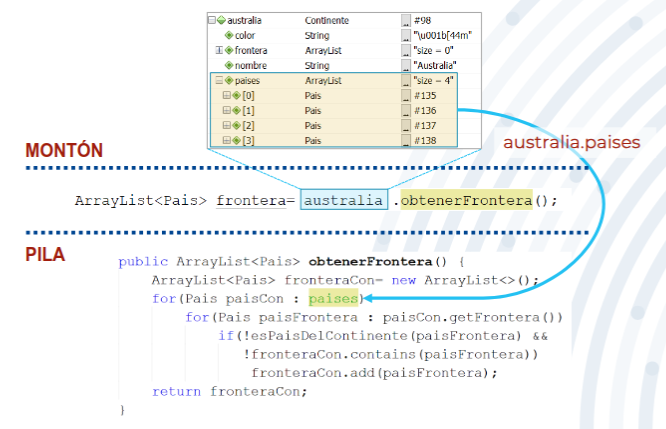 australia Continente ... #98
color String ... "\u001b[44m"
frontera ArrayList ... "size = 0"
nombre String ... "Australia"
paises ArrayList ... "size = 4"
[0] Pais ... #135
[1] Pais ... #136
[2] Pais ... #137
[3] Pais ... #138
australia.paises
MONTÓN
ArrayList<Pais> frontera= australia .obtenerFrontera();
PILA
public ArrayList<Pais> obtenerFrontera() {
ArrayList<Pais> fronteraCon= new ArrayList<>();
for(Pais paisCon : paises)
for(Pais paisFrontera : paisCon.getFrontera())
if(!esPaisDelContinente(paisFrontera) &&
!fronteraCon.contains(paisFrontera))
fronteraCon.add(paisFrontera);
return fronteraCon;
}